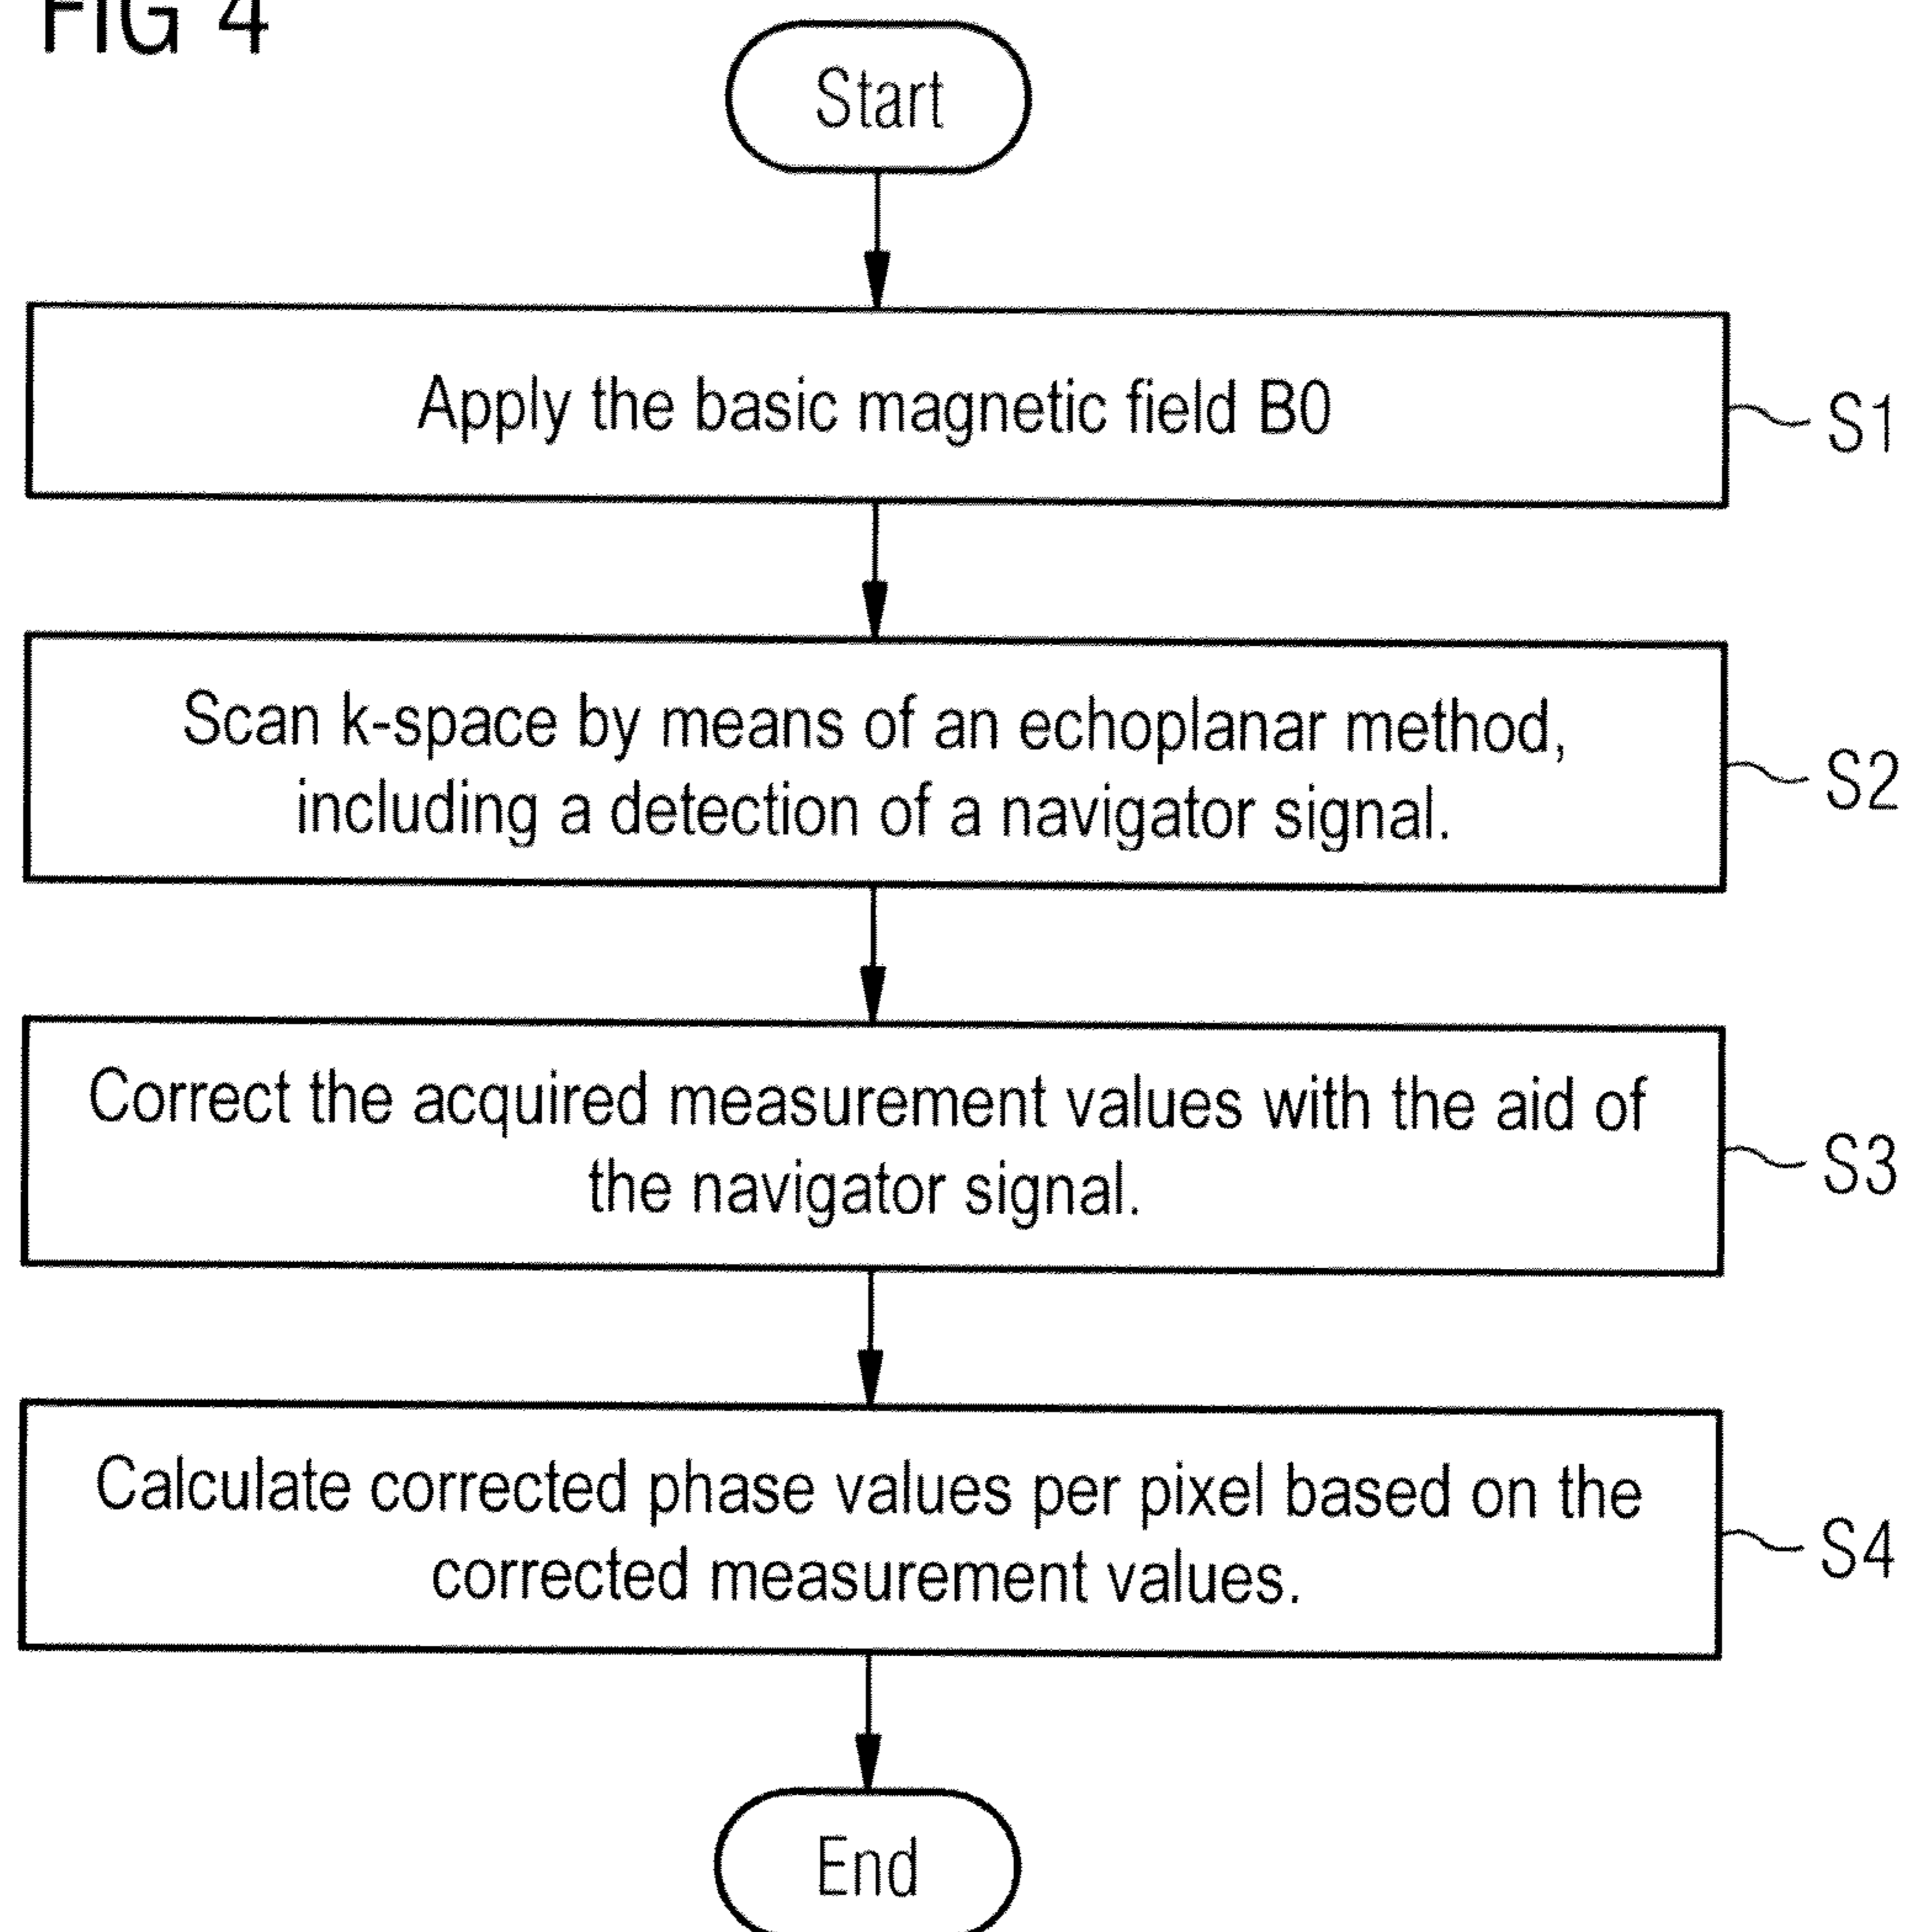 FIG 4
Start
Apply the basic magnetic field B0
S1
Scan k-space by means of an echoplanar method,
including a detection of a navigator signal.
S2
Correct the acquired measurement values with the aid of
the navigator signal.
S3
Calculate corrected phase values per pixel based on the
corrected measurement values.
S4
End